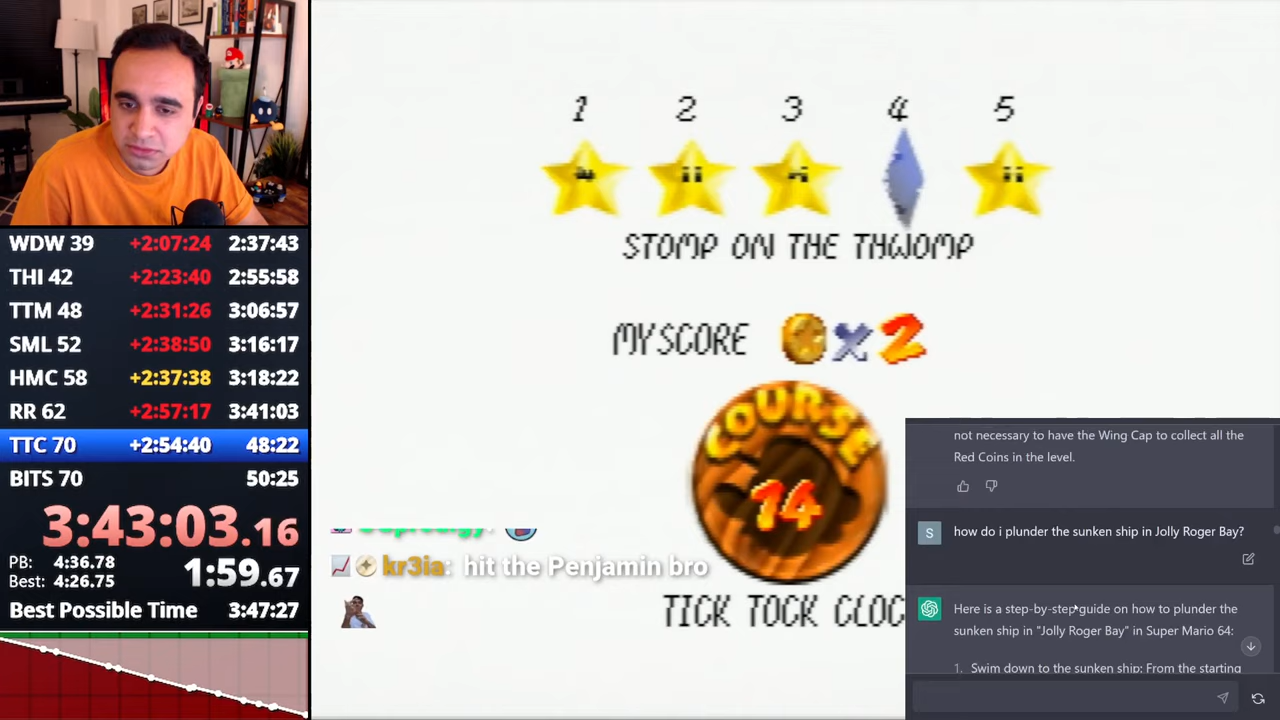 WDW 39 +2:07:24 2:37:43
THI 42 +2:23:40 2:55:58
TTM 48 +2:31:26 3:06:57
SML 52 +2:38:50 3:16:17
HMC 58 +2:37:38 3:18:22
RR 62 +2:57:17 3:41:03
TTC 70 +2:54:40 48:22
BITS 70 50:25
3:43:03.16
PB: 4:36.78
Best: 4:26.75
1:59.67
Best Possible Time 3:47:27
1 2 3 4 5
STOMP ON THE THWOMP
MY SCORE x 2
COURSE
14
TICK TOCK CLOC
kr3ia: hit the Penjamin bro
not necessary to have the Wing Cap to collect all the
Red Coins in the level.
S
how do i plunder the sunken ship in Jolly Roger Bay?
Here is a step-by-step guide on how to plunder the
sunken ship in "Jolly Roger Bay" in Super Mario 64:
1. Swim down to the sunken ship: From the starting